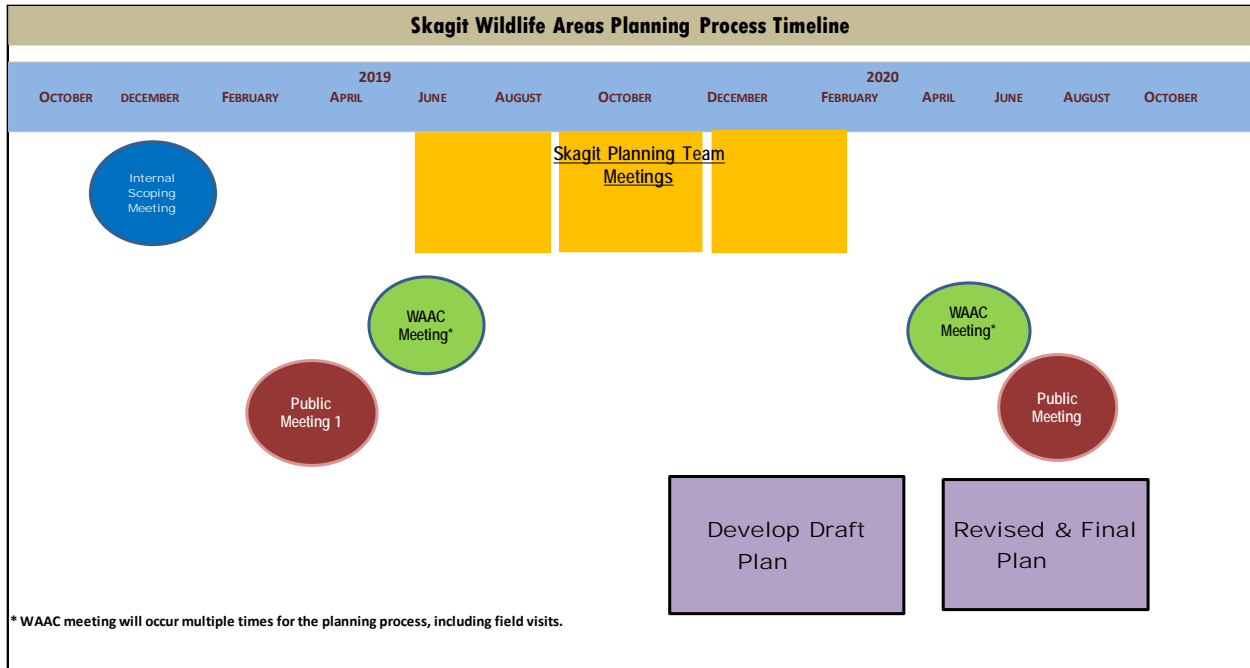 Skagit Wildlife Areas Planning Process Timeline
2019 2020
OCTOBER DECEMBER FEBRUARY APRIL JUNE AUGUST OCTOBER DECEMBER FEBRUARY APRIL JUNE AUGUST OCTOBER
Skagit Planning Team
Meetings
Internal
Scoping
Meeting
WAAC
Meeting*
WAAC
Meeting*
Public
Meeting 1
Public
Meeting
Develop Draft
Plan
Revised & Final
Plan
* WAAC meeting will occur multiple times for the planning process, including field visits.